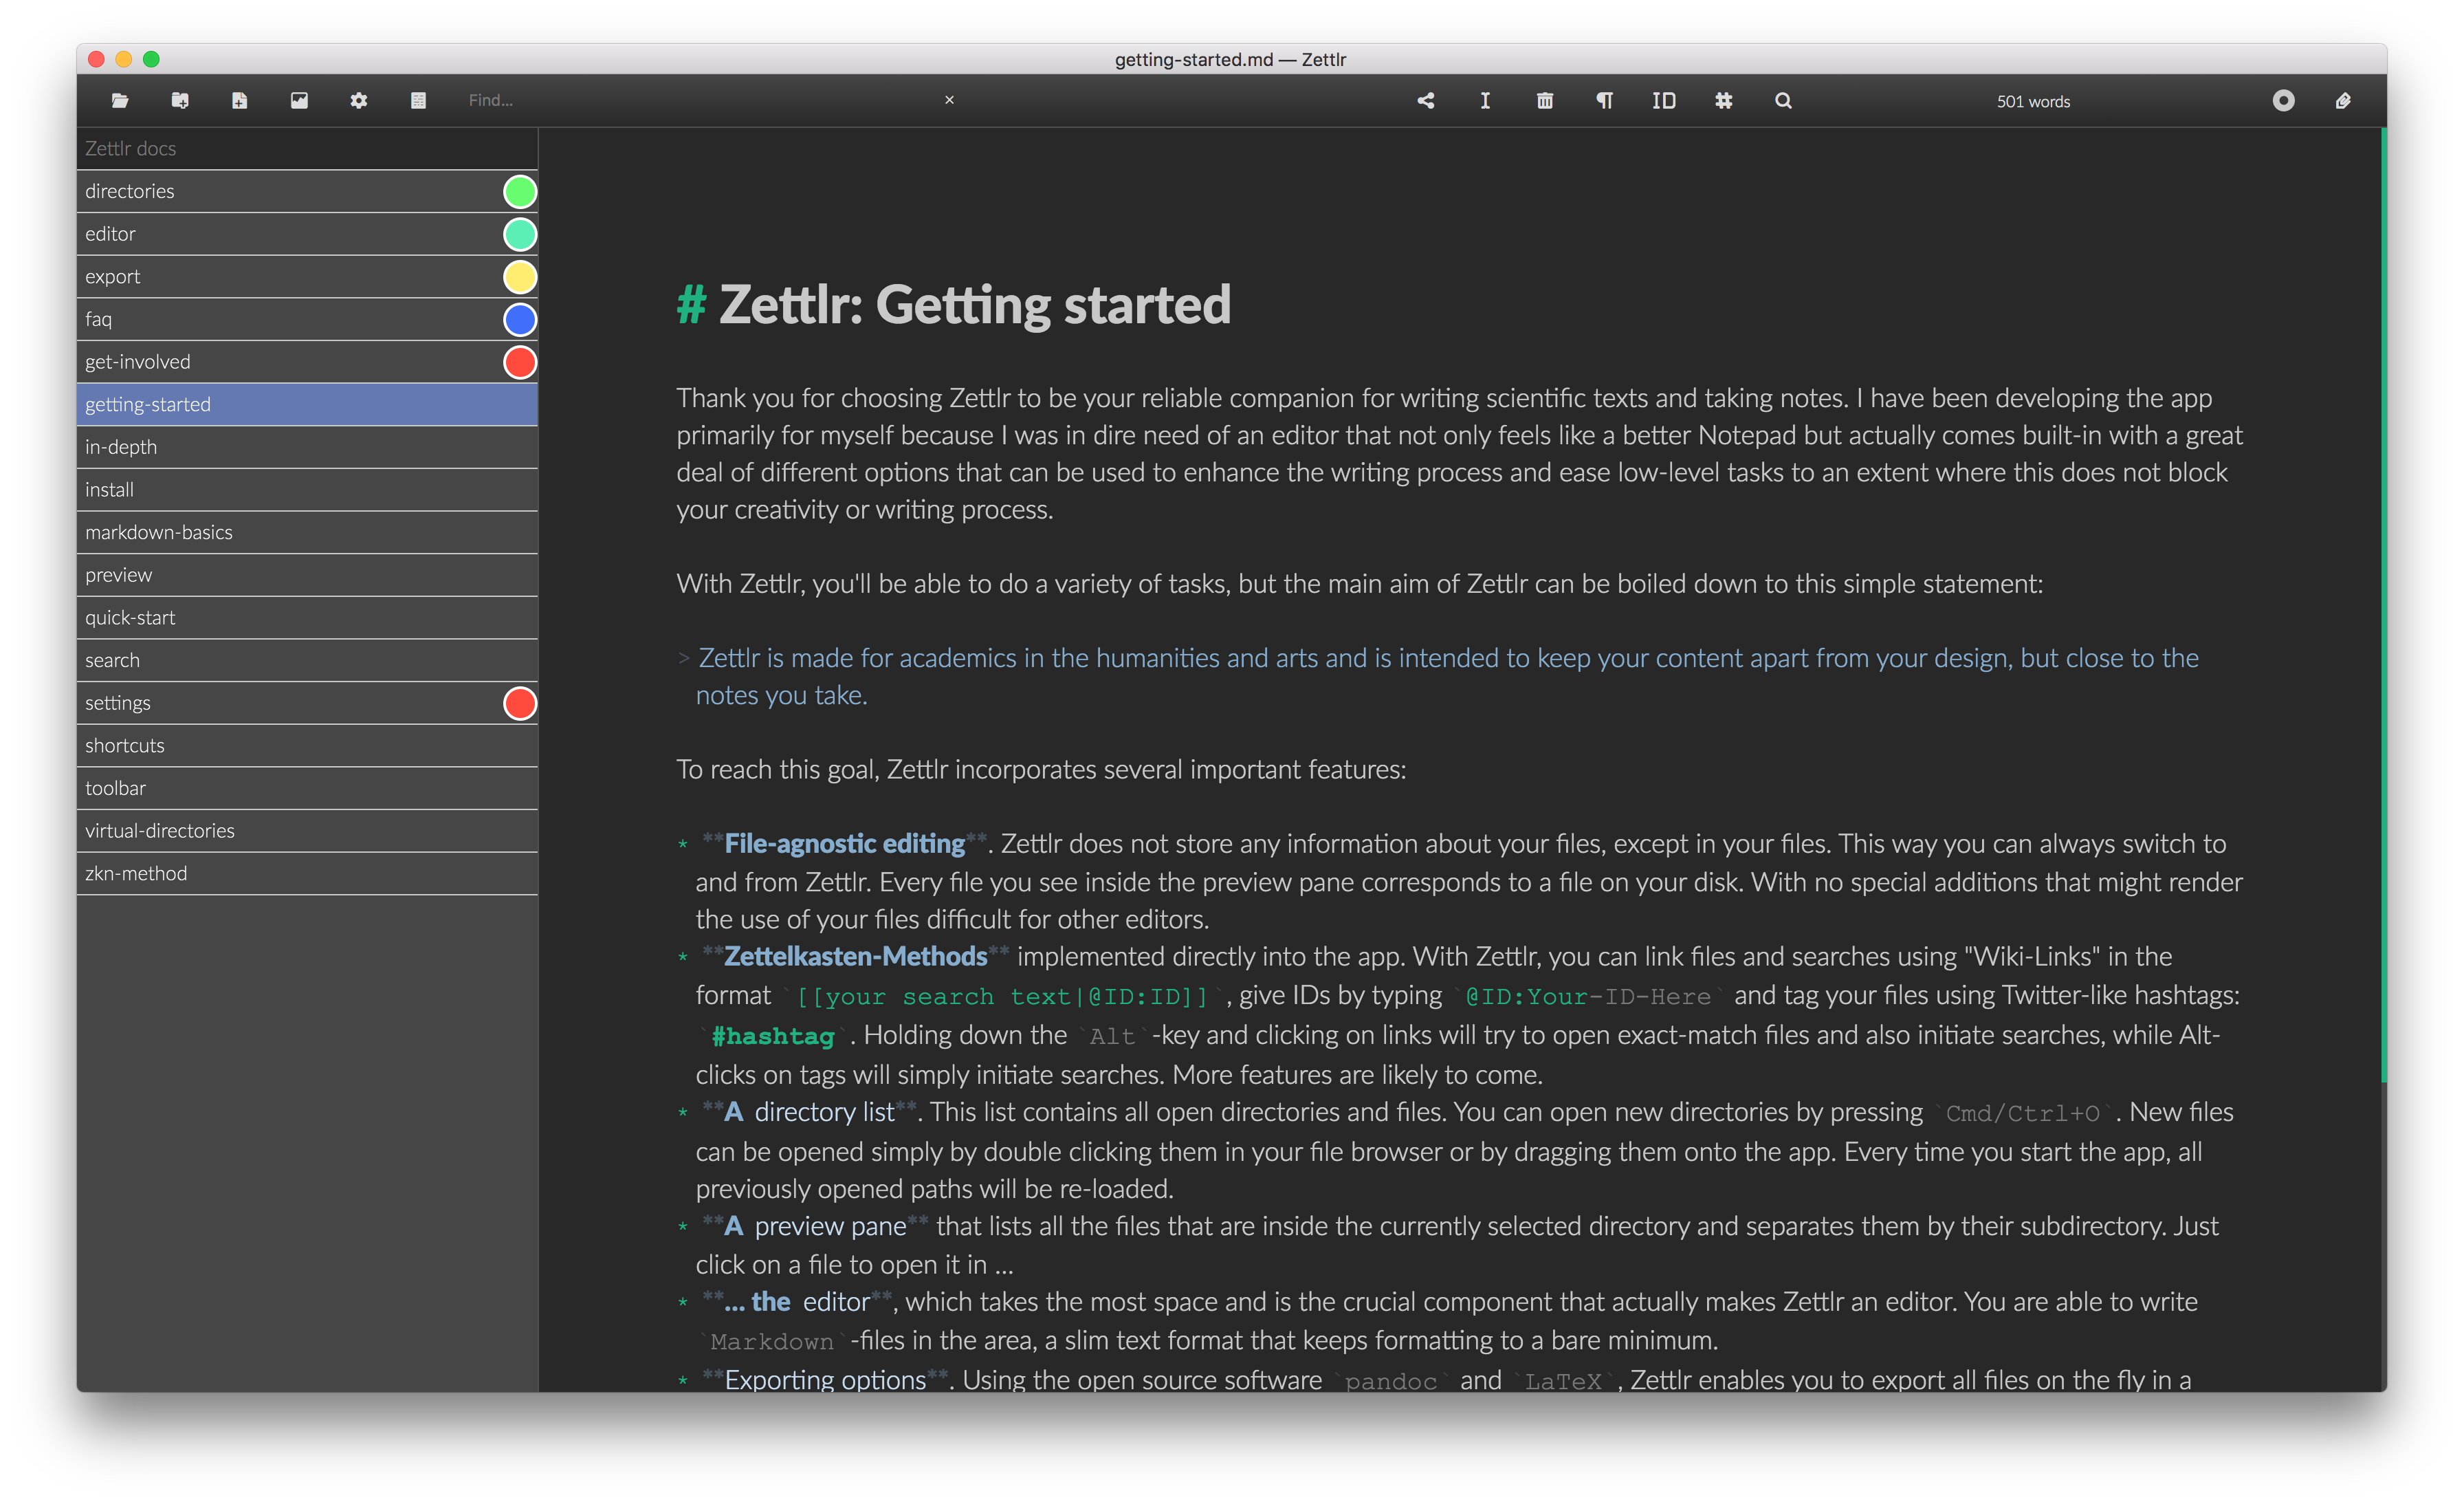 getting-started.md — Zettlr
Find...
ID
501 words
Zettlr docs
directories
editor
export
faq
get-involved
getting-started
in-depth
install
markdown-basics
preview
quick-start
search
settings
shortcuts
toolbar
virtual-directories
zkn-method
# Zettlr: Getting started
Thank you for choosing Zettlr to be your reliable companion for writing scientific texts and taking notes. I have been developing the app
primarily for myself because I was in dire need of an editor that not only feels like a better Notepad but actually comes built-in with a great
deal of different options that can be used to enhance the writing process and ease low-level tasks to an extent where this does not block
your creativity or writing process.
With Zettlr, you'll be able to do a variety of tasks, but the main aim of Zettlr can be boiled down to this simple statement:
> Zettlr is made for academics in the humanities and arts and is intended to keep your content apart from your design, but close to the
notes you take.
To reach this goal, Zettlr incorporates several important features:
* **File-agnostic editing**. Zettlr does not store any information about your files, except in your files. This way you can always switch to
and from Zettlr. Every file you see inside the preview pane corresponds to a file on your disk. With no special additions that might render
the use of your files difficult for other editors.
* **Zettelkasten-Methods** implemented directly into the app. With Zettlr, you can link files and searches using "Wiki-Links" in the
format `[[your search text|@ID:ID]]`, give IDs by typing `@ID:Your-ID-Here` and tag your files using Twitter-like hashtags:
`#hashtag`. Holding down the `Alt`-key and clicking on links will try to open exact-match files and also initiate searches, while Alt-
clicks on tags will simply initiate searches. More features are likely to come.
* **A directory list**. This list contains all open directories and files. You can open new directories by pressing `Cmd/Ctrl+O`. New files
can be opened simply by double clicking them in your file browser or by dragging them onto the app. Every time you start the app, all
previously opened paths will be re-loaded.
* **A preview pane** that lists all the files that are inside the currently selected directory and separates them by their subdirectory. Just
click on a file to open it in ...
* **... the editor**, which takes the most space and is the crucial component that actually makes Zettlr an editor. You are able to write
`Markdown`-files in the area, a slim text format that keeps formatting to a bare minimum.
* **Exporting options**. Using the open source software `pandoc` and `LaTeX`, Zettlr enables you to export all files on the fly in a